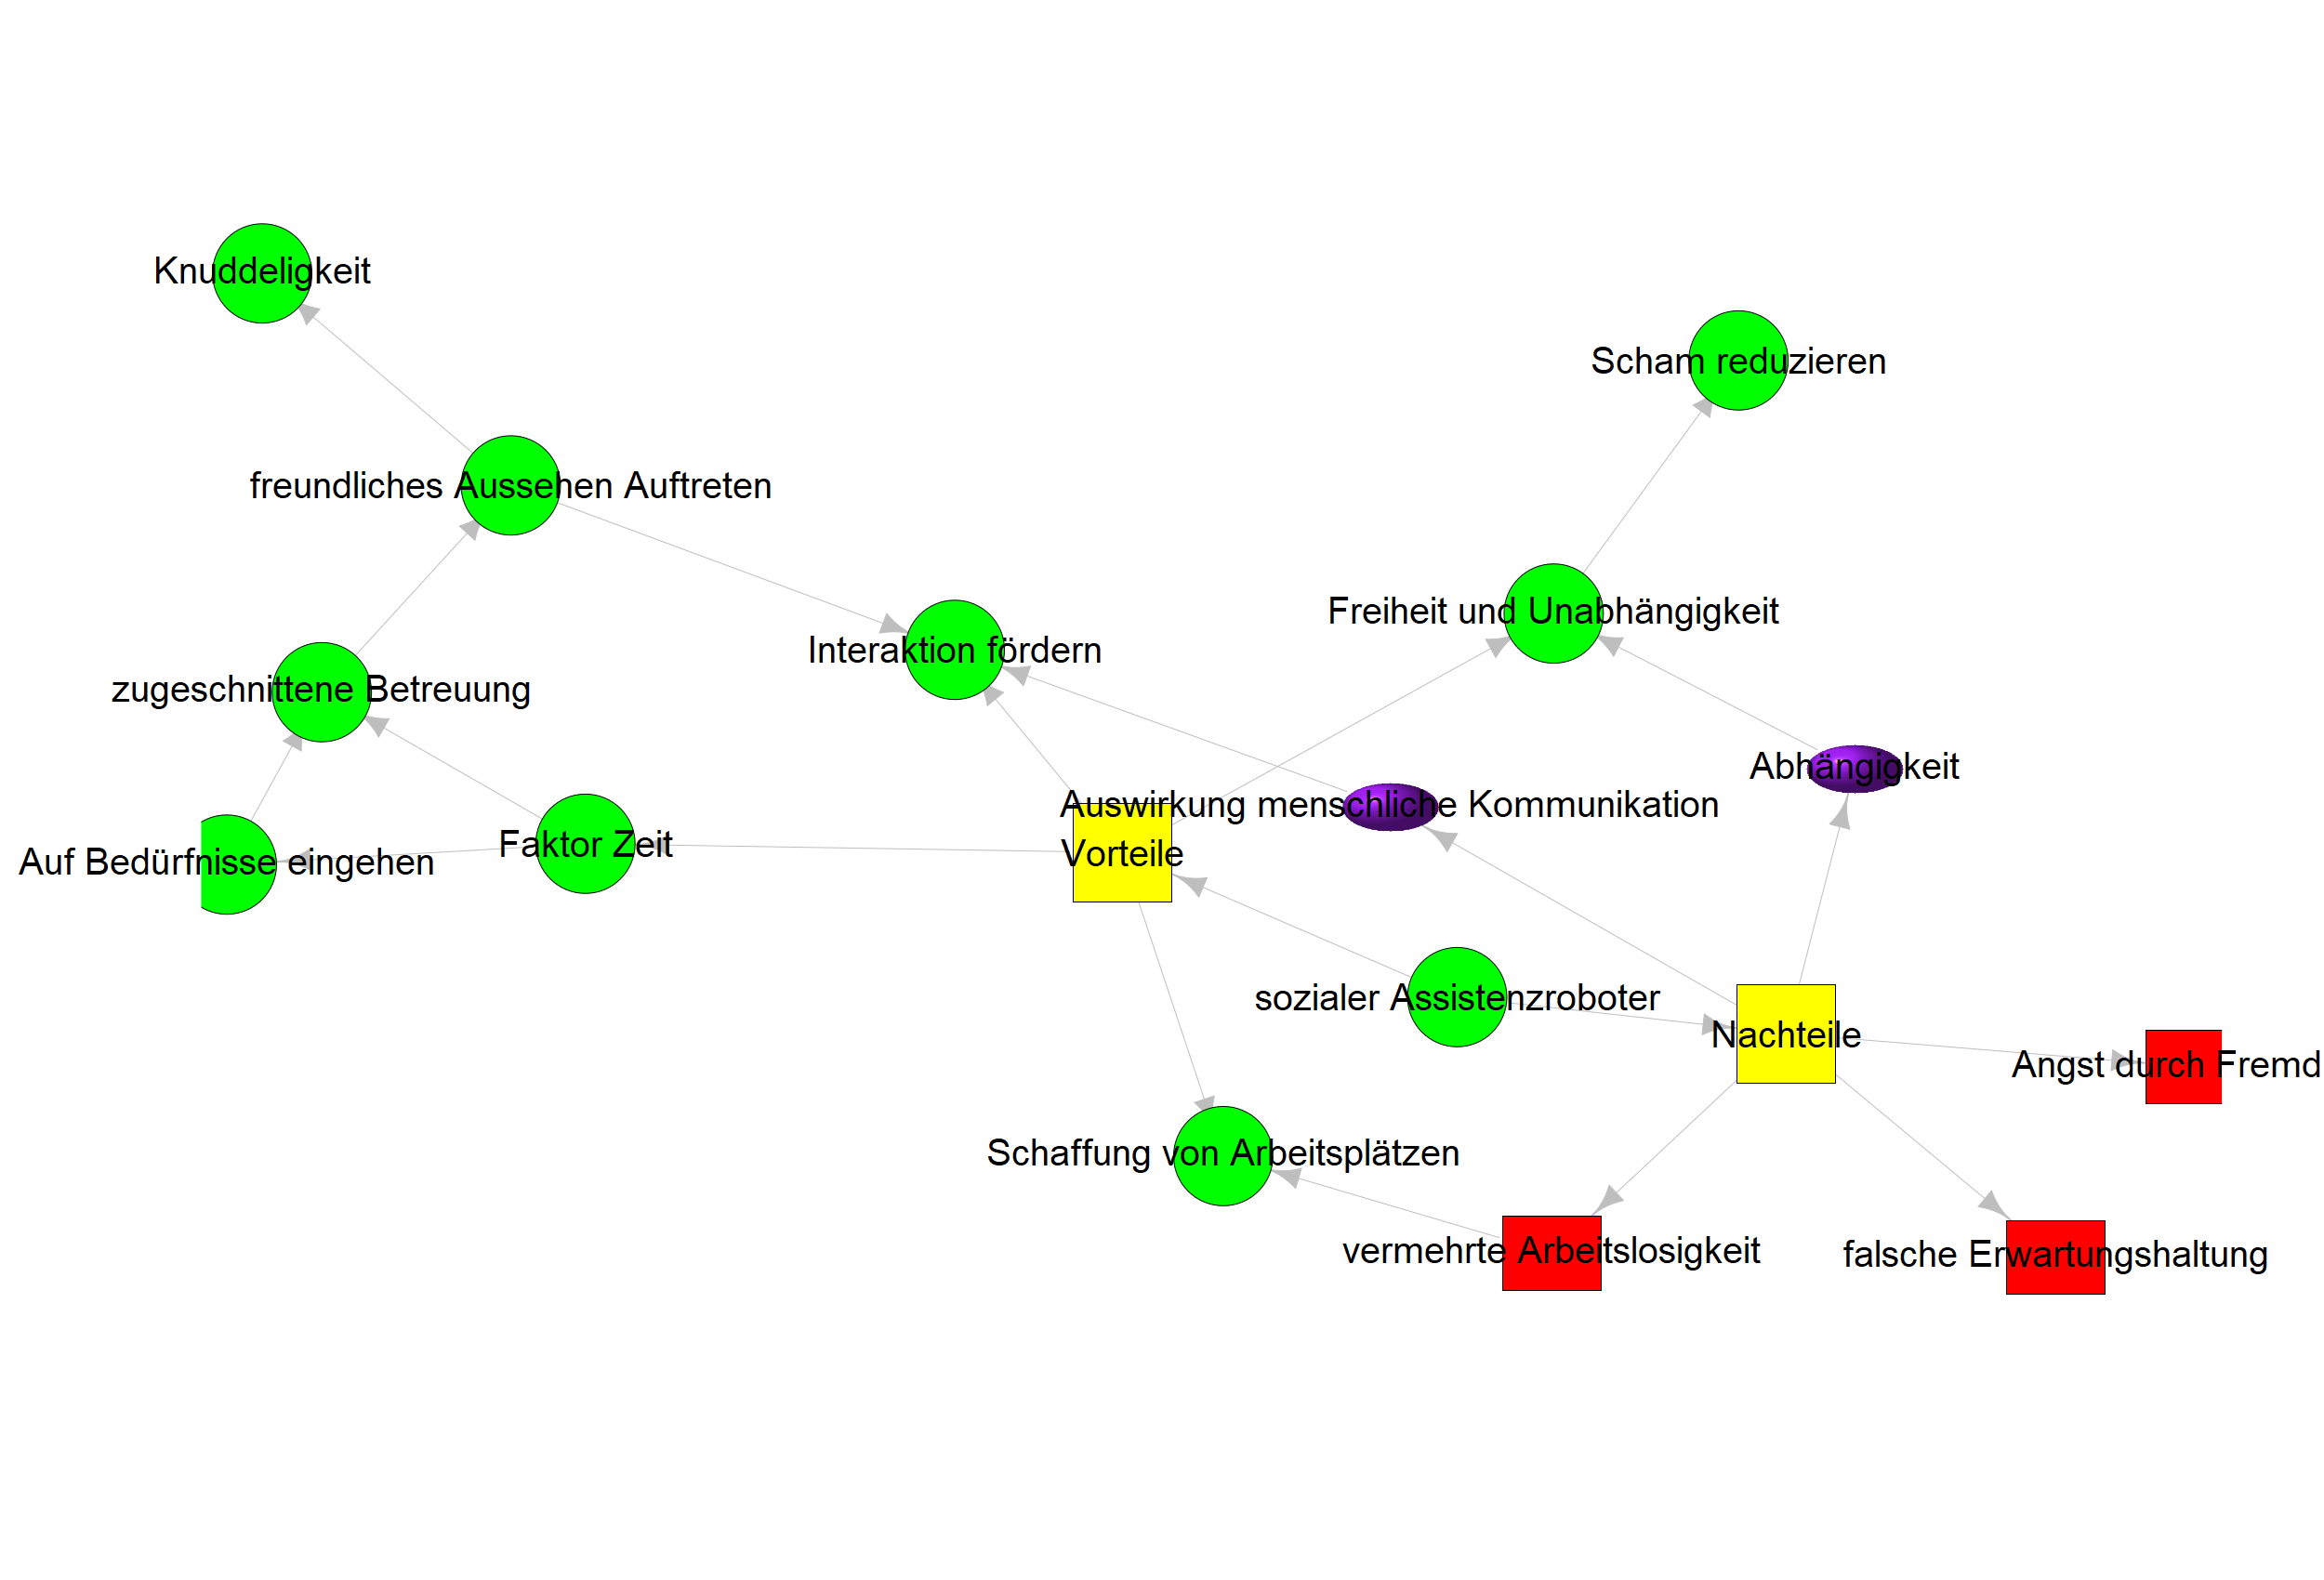 Knuddeligkeit
Scham reduzieren
freundliches Aussehen Auftreten
Freiheit und Unabhängigkeit
Interaktion fördern
zugeschnittene Betreuung
Abhängigkeit
Auswirkung menschliche Kommunikation
Faktor Zeit
Vorteile
Auf Bedürfnisse eingehen
sozialer Assistenzroboter
Nachteile
Angst durch Fremd
Schaffung von Arbeitsplätzen
vermehrte Arbeitslosigkeit
falsche Erwartungshaltung